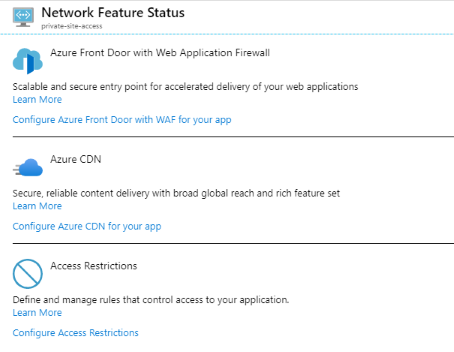 Network Feature Status
private-site-access
Azure Front Door with Web Application Firewall
Scalable and secure entry point for accelerated delivery of your web applications
Learn More
Configure Azure Front Door with WAF for your app
Azure CDN
Secure, reliable content delivery with broad global reach and rich feature set
Learn More
Configure Azure CDN for your app
Access Restrictions
Define and manage rules that control access to your application.
Learn More
Configure Access Restrictions